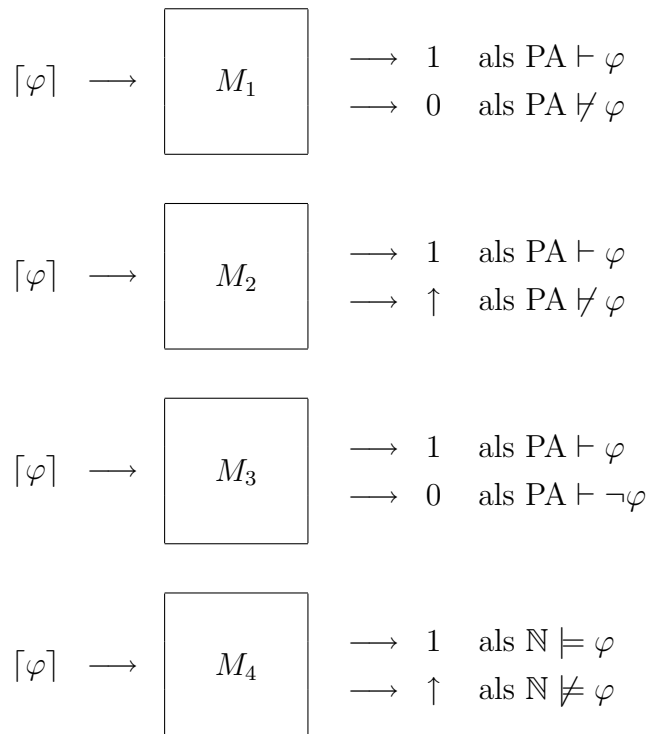 ⟶ 1 als PA ⊢ φ
⌈φ⌉ ⟶ M₁
⟶ 0 als PA ⊬ φ
⟶ 1 als PA ⊢ φ
⌈φ⌉ ⟶ M₂
⟶ ↑ als PA ⊬ φ
⟶ 1 als PA ⊢ φ
⌈φ⌉ ⟶ M₃
⟶ 0 als PA ⊢ ¬φ
⟶ 1 als ℕ ⊨ φ
⌈φ⌉ ⟶ M₄
⟶ ↑ als ℕ ⊭ φ